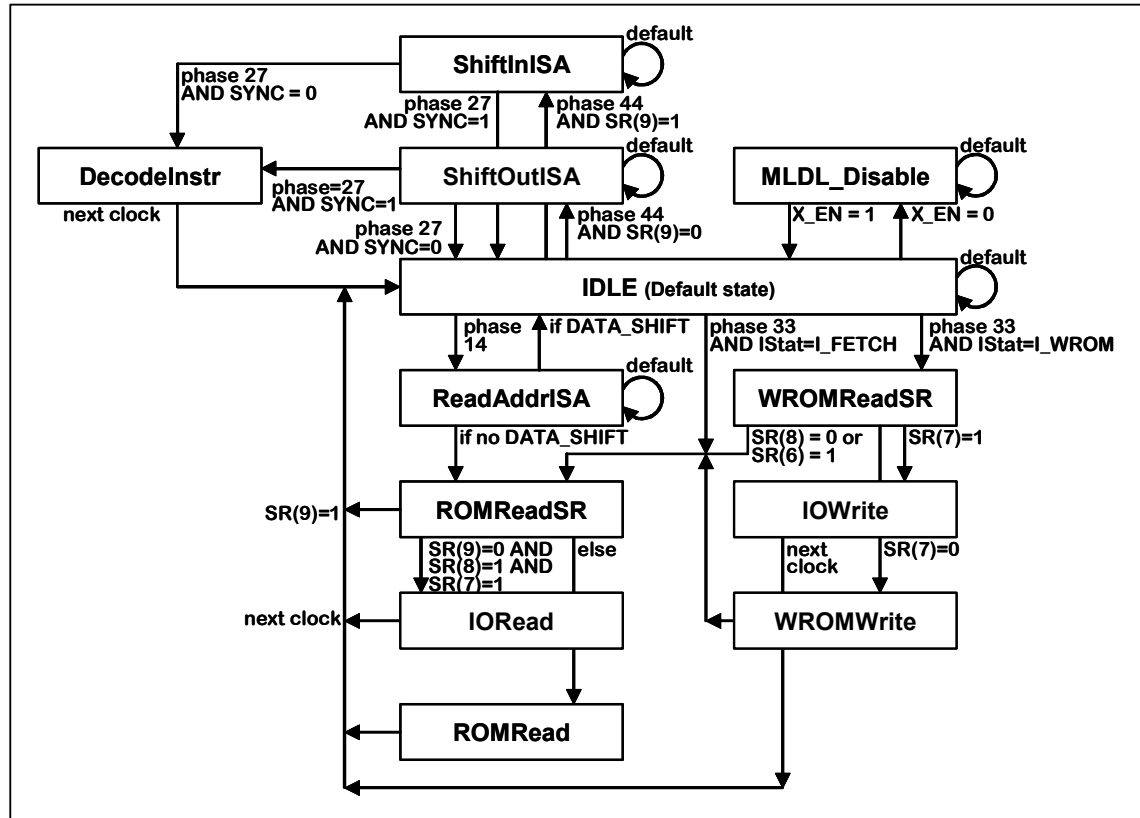 default
ShiftInISA
phase 27
AND SYNC = 0
phase 27
AND SYNC=1
phase 44
AND SR(9)=1
default
default
DecodeInstr
ShiftOutISA
MLDL_Disable
next clock
phase=27
AND SYNC=1
phase 44
AND SR(9)=0
X_EN = 1
X_EN = 0
phase 27
AND SYNC=0
default
IDLE (Default state)
phase
14
if DATA_SHIFT
phase 33
AND IStat=I_FETCH
phase 33
AND IStat=I_WROM
default
ReadAddrISA
WROMReadSR
if no DATA_SHIFT
SR(8) = 0 or
SR(6) = 1
SR(7)=1
SR(9)=1
ROMReadSR
IOWrite
SR(9)=0 AND
SR(8)=1 AND
SR(7)=1
else
next
clock
SR(7)=0
next clock
IORead
WROMWrite
ROMRead